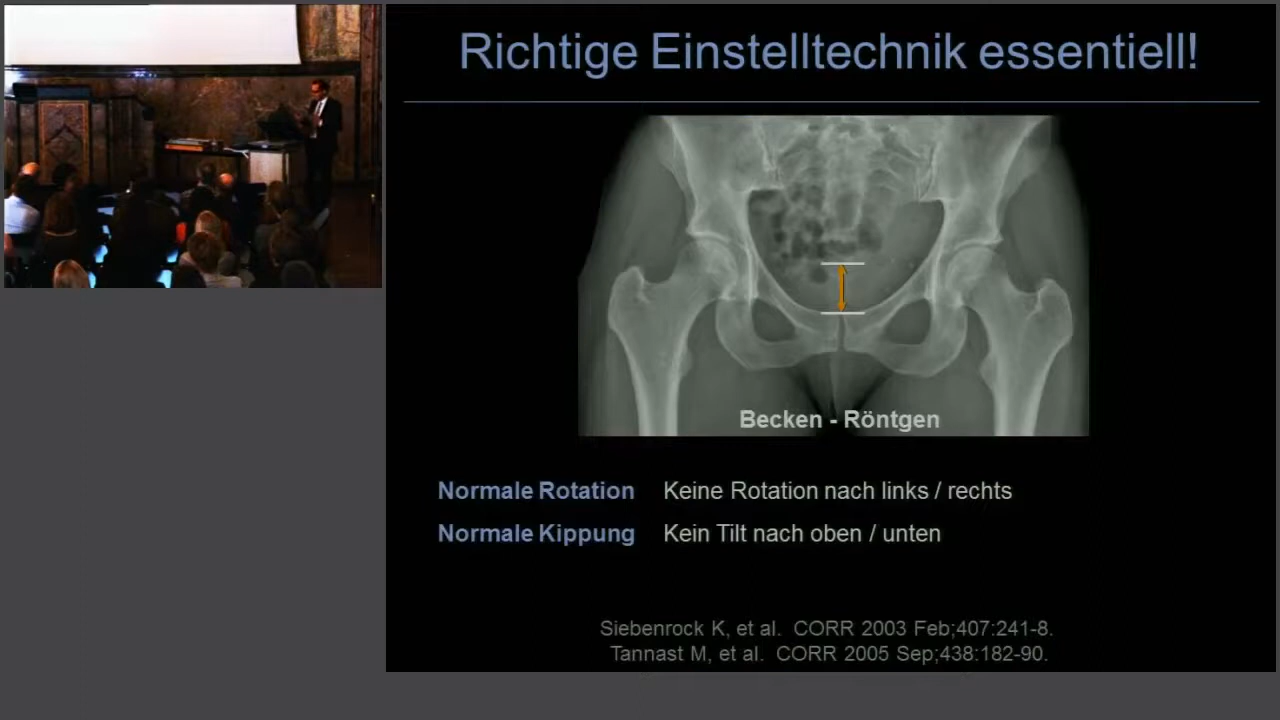 Richtige Einstelltechnik essentiell!
Becken - Röntgen
Normale Rotation Keine Rotation nach links / rechts
Normale Kippung Kein Tilt nach oben / unten
Siebenrock K, et al. CORR 2003 Feb;407:241-8.
Tannast M, et al. CORR 2005 Sep;438:182-90.